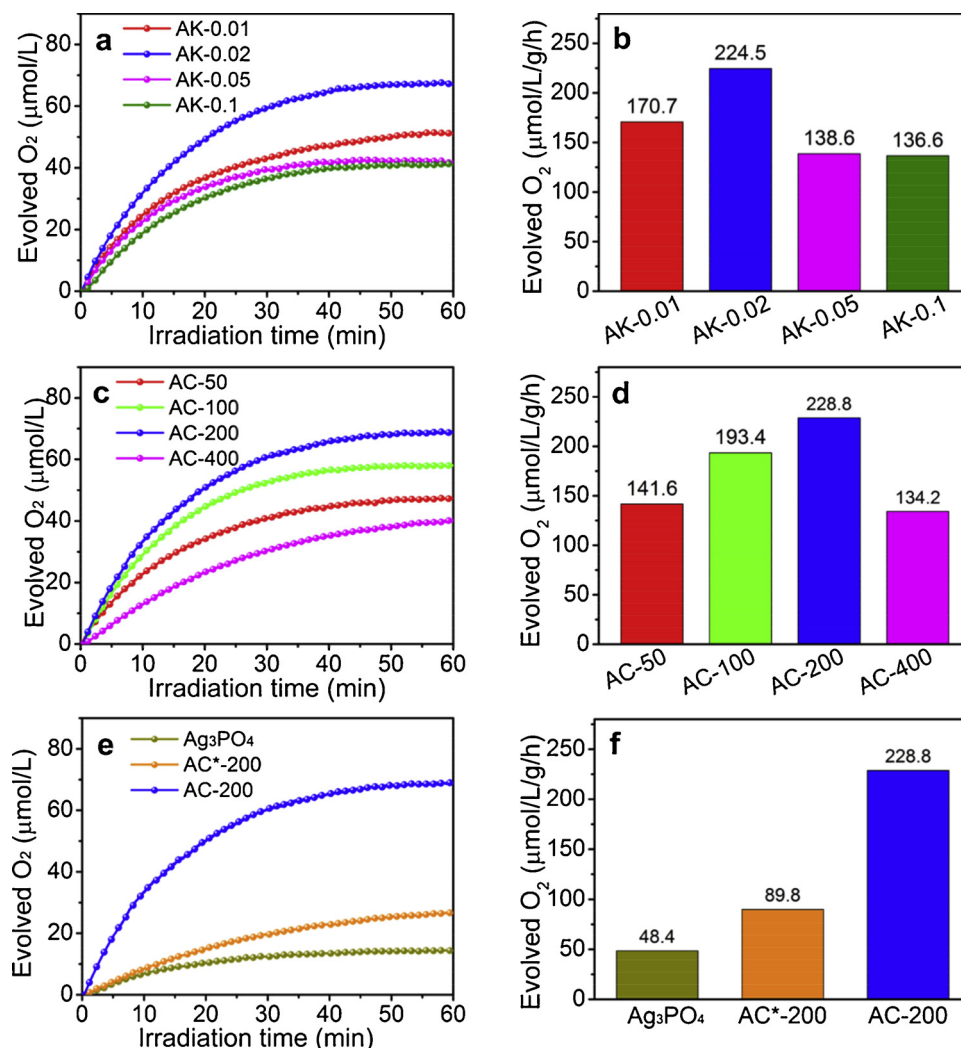 a
AK-0.01
AK-0.02
AK-0.05
AK-0.1
Evolved O₂ (μmol/L)
80
60
40
20
0
0 10 20 30 40 50 60
Irradiation time (min)
b
Evolved O₂ (μmol/L/g/h)
250
200
150
100
50
0
170.7
224.5
138.6
136.6
AK-0.01 AK-0.02 AK-0.05 AK-0.1
c
AC-50
AC-100
AC-200
AC-400
Evolved O₂ (μmol/L)
80
60
40
20
0
0 10 20 30 40 50 60
Irradiation time (min)
d
Evolved O₂ (μmol/L/g/h)
250
200
150
100
50
0
141.6
193.4
228.8
134.2
AC-50 AC-100 AC-200 AC-400
e
Ag₃PO₄
AC*-200
AC-200
Evolved O₂ (μmol/L)
80
60
40
20
0
0 10 20 30 40 50 60
Irradiation time (min)
f
Evolved O₂ (μmol/L/g/h)
250
200
150
100
50
0
48.4
89.8
228.8
Ag₃PO₄ AC*-200 AC-200